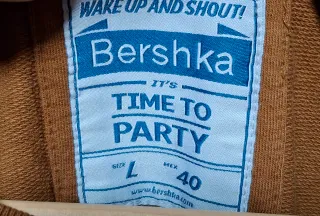 WAKE UP AND SHOUT!
Bershka
IT'S
TIME TO
PARTY
SIZE L MEX 40
www.bershka.com